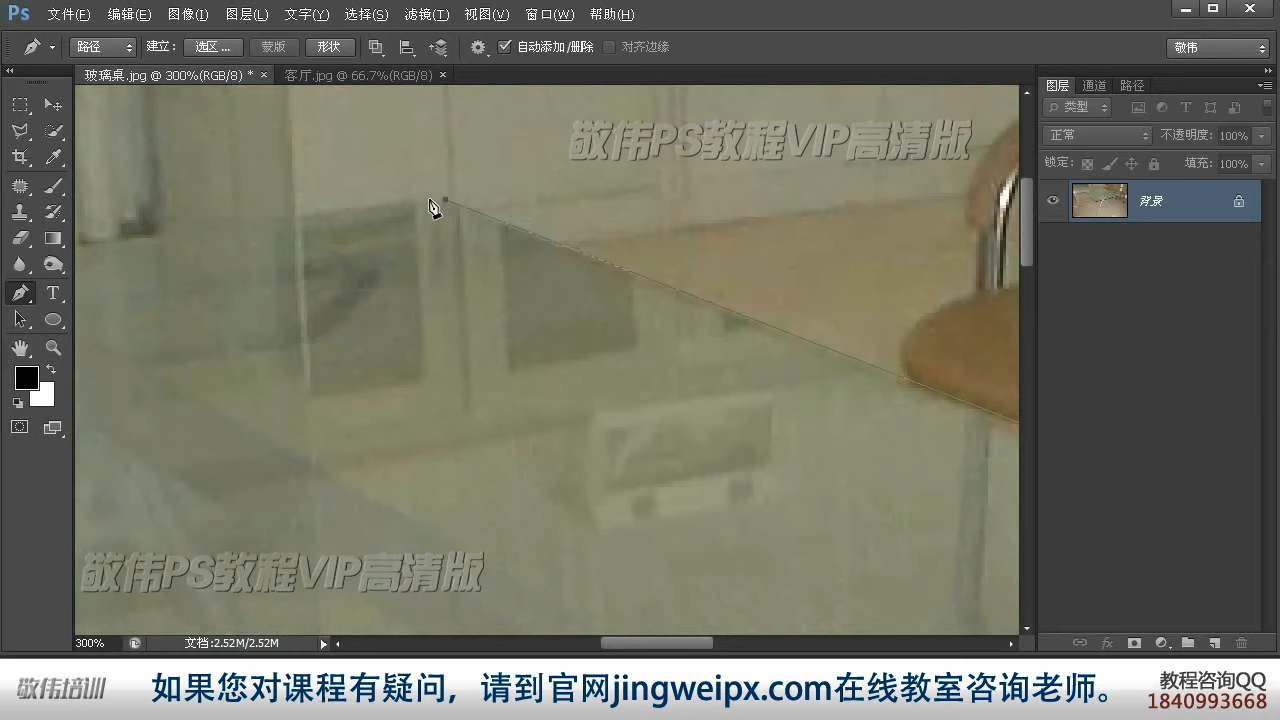 Ps 文件(F) 编辑(E) 图像(I) 图层(L) 文字(Y) 选择(S) 滤镜(T) 视图(V) 窗口(W) 帮助(H)
路径 建立: 选区... 蒙版 形状 自动添加/删除 对齐边缘 敬伟
玻璃桌.jpg @ 300%(RGB/8) * × 客厅.jpg @ 66.7%(RGB/8) ×
图层 通道 路径
类型
正常 不透明度: 100%
锁定: 填充: 100%
背景
敬伟PS教程VIP高清版
敬伟PS教程VIP高清版
300% 文档:2.52M/2.52M
敬伟培训 如果您对课程有疑问，请到官网jingweipx.com在线教室咨询老师。 教程咨询QQ
1840993668